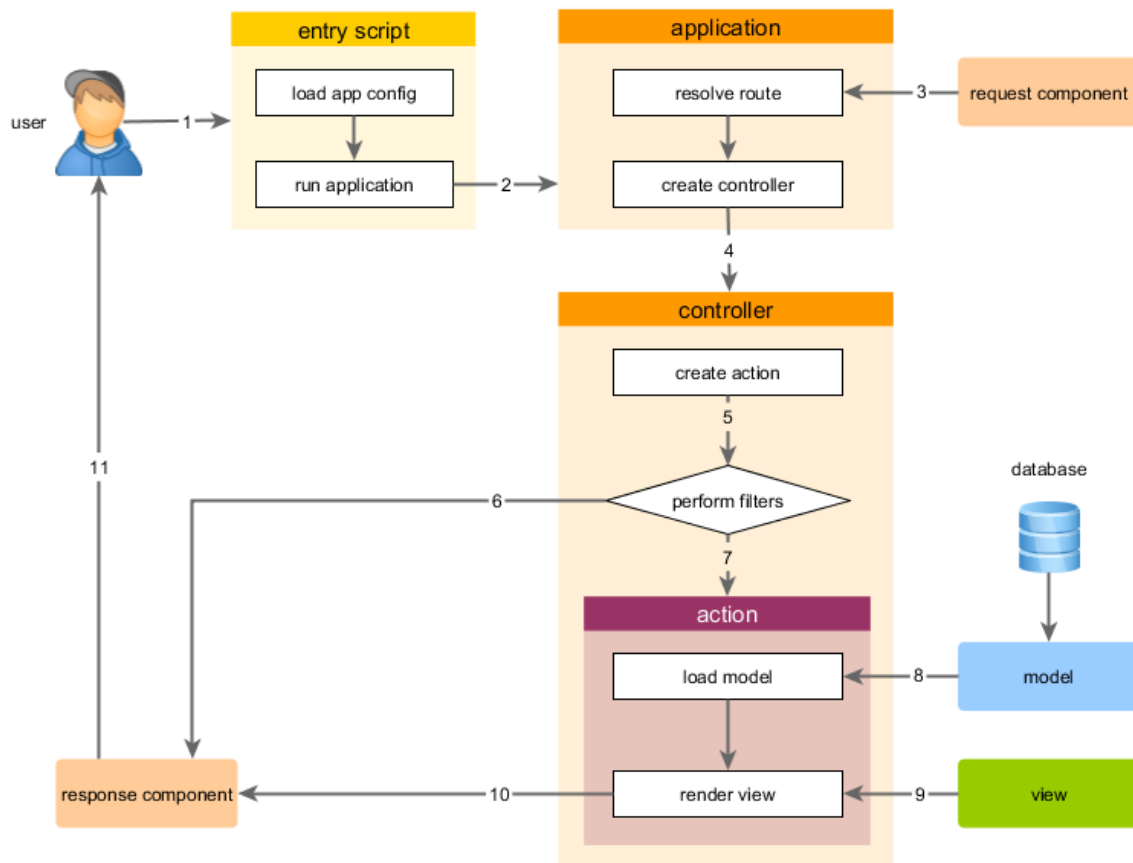 entry script
application
load app config
resolve route
3
request component
user
1
run application
2
create controller
4
controller
create action
5
11
database
6
perform filters
7
action
load model
8
model
response component
10
render view
9
view